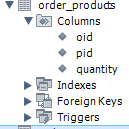 order_products
Columns
oid
pid
quantity
Indexes
Foreign Keys
Triggers